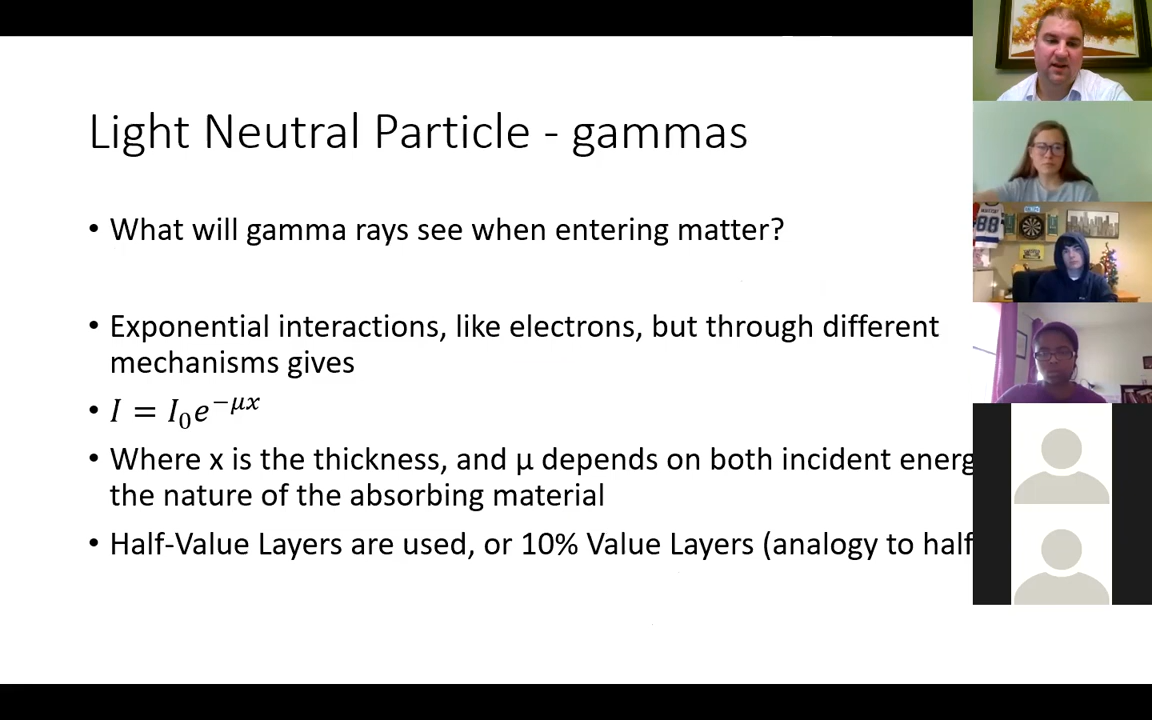 Light Neutral Particle - gammas
• What will gamma rays see when entering matter?
• Exponential interactions, like electrons, but through different
mechanisms gives
• I = I₀e^(−μx)
• Where x is the thickness, and μ depends on both incident energ
the nature of the absorbing material
• Half-Value Layers are used, or 10% Value Layers (analogy to half
88